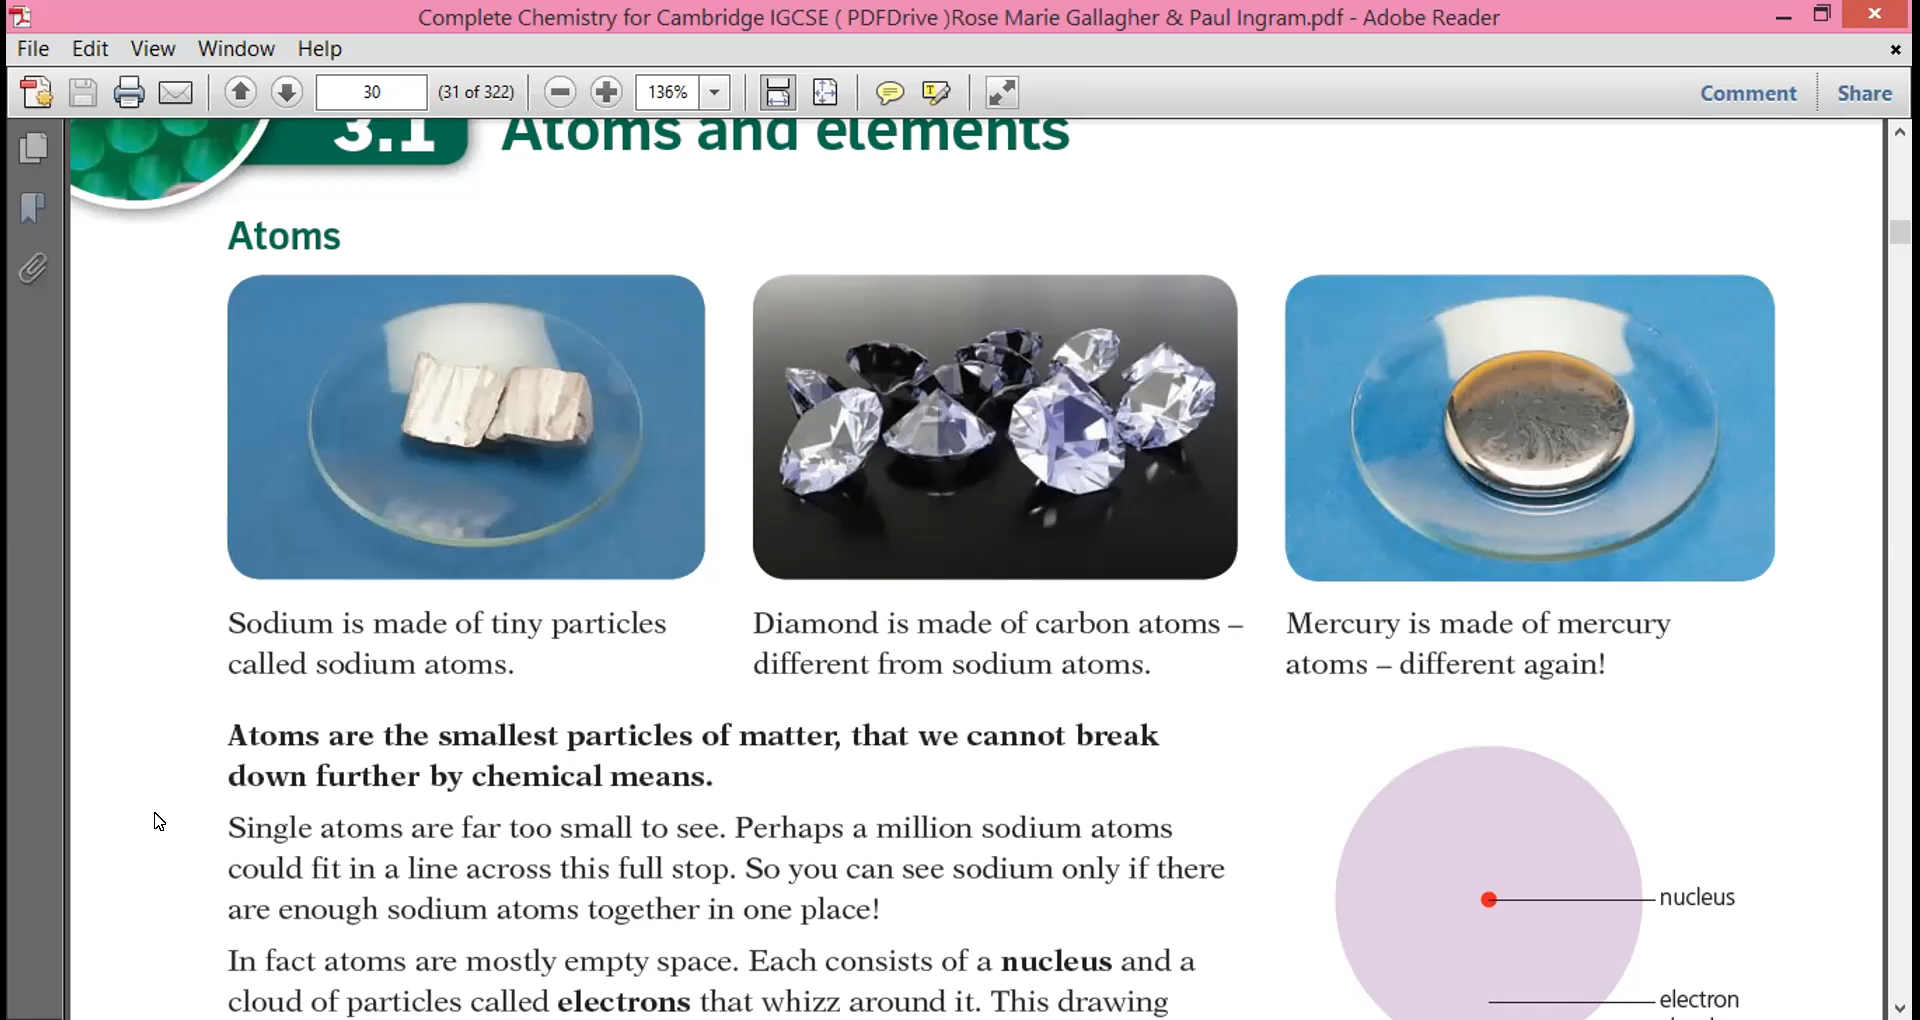 Complete Chemistry for Cambridge IGCSE ( PDFDrive )Rose Marie Gallagher & Paul Ingram.pdf - Adobe Reader
File Edit View Window Help
30 (31 of 322) 136% Comment Share
3.1 Atoms and elements
Atoms
Sodium is made of tiny particles
called sodium atoms.
Diamond is made of carbon atoms –
different from sodium atoms.
Mercury is made of mercury
atoms – different again!
Atoms are the smallest particles of matter, that we cannot break
down further by chemical means.
Single atoms are far too small to see. Perhaps a million sodium atoms
could fit in a line across this full stop. So you can see sodium only if there
are enough sodium atoms together in one place!
In fact atoms are mostly empty space. Each consists of a nucleus and a
cloud of particles called electrons that whizz around it. This drawing
nucleus
electron